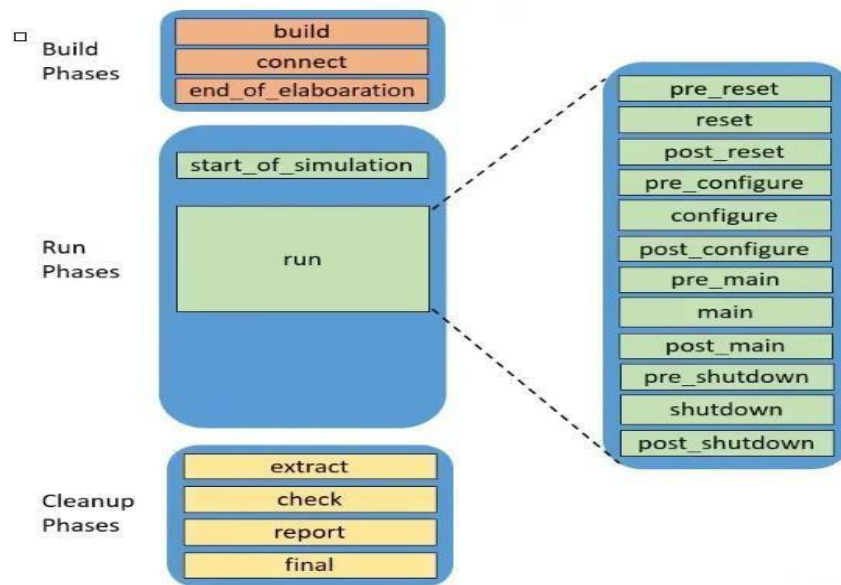 Build
Phases
build
connect
end_of_elaboaration
Run
Phases
start_of_simulation
run
pre_reset
reset
post_reset
pre_configure
configure
post_configure
pre_main
main
post_main
pre_shutdown
shutdown
post_shutdown
Cleanup
Phases
extract
check
report
final